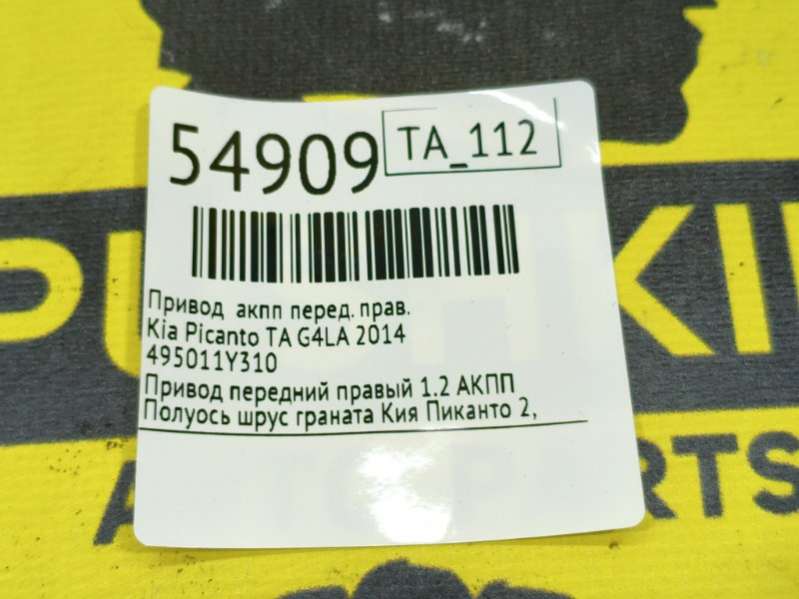 54909
TA_112
Привод акпп перед. прав.
Kia Picanto TA G4LA 2014
495011Y310
Привод передний правый 1.2 АКПП
Полуось шрус граната Кия Пиканто 2,